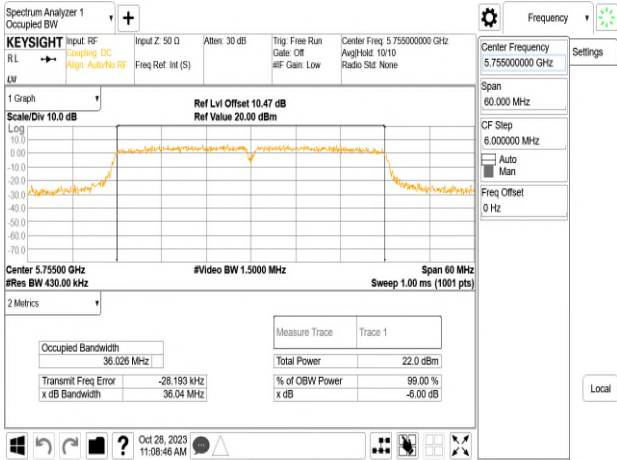 Spectrum Analyzer 1
Occupied BW
Frequency
KEYSIGHT
RL
Input: RF
Coupling: DC
Align: Auto/No RF
Input Z: 50 Ω
Freq Ref: Int (S)
Atten: 30 dB
Trig: Free Run
Gate: Off
#IF Gain: Low
Center Freq: 5.755000000 GHz
Avg|Hold: 10/10
Radio Std: None
Center Frequency
5.755000000 GHz
Settings
Span
60.000 MHz
CF Step
6.000000 MHz
Auto
Man
Freq Offset
0 Hz
Local
1 Graph
Scale/Div 10.0 dB
Ref Lvl Offset 10.47 dB
Ref Value 20.00 dBm
Log
10.0
0.00
-10.0
-20.0
-30.0
-40.0
-50.0
-60.0
-70.0
Center 5.75500 GHz
#Video BW 1.5000 MHz
Span 60 MHz
#Res BW 430.00 kHz
Sweep 1.00 ms (1001 pts)
2 Metrics
Measure Trace Trace 1
Occupied Bandwidth
36.026 MHz
Total Power 22.0 dBm
Transmit Freq Error -28.193 kHz
% of OBW Power 99.00 %
x dB Bandwidth 36.04 MHz
x dB -6.00 dB
?
Oct 28, 2023
11:08:46 AM